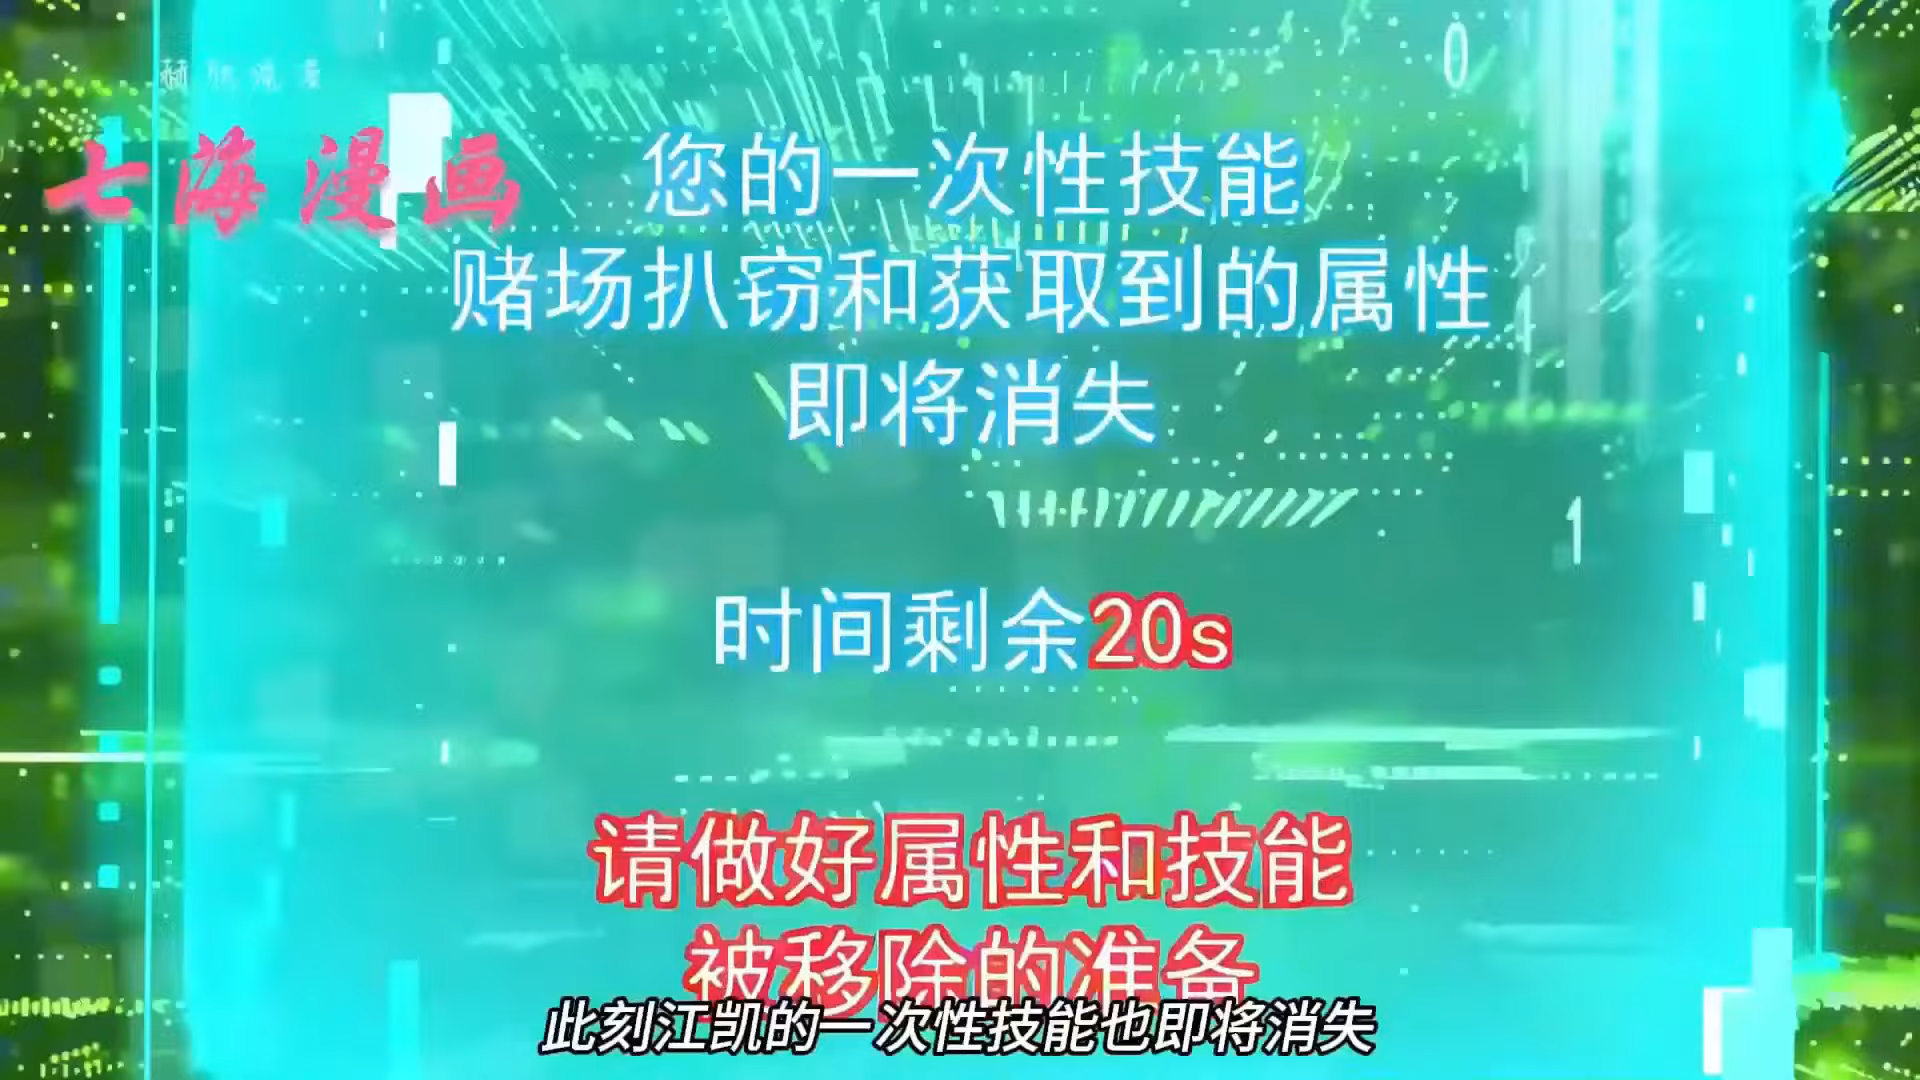 七海漫画
您的一次性技能
赌场扒窃和获取到的属性
即将消失
时间剩余20s
请做好属性和技能
被移除的准备
此刻江凯的一次性技能也即将消失
0
1